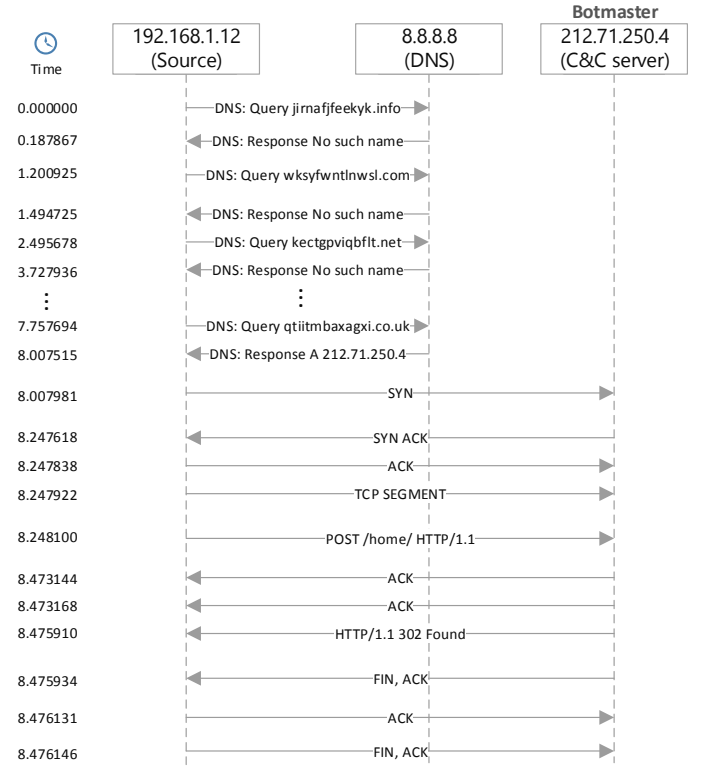 Botmaster
192.168.1.12 8.8.8.8 212.71.250.4
Time (Source) (DNS) (C&C server)
0.000000 DNS: Query jirnafjfeekyk.info
0.187867 DNS: Response No such name
1.200925 DNS: Query wksyfwntlnwsl.com
1.494725 DNS: Response No such name
2.495678 DNS: Query kectgpviqbflt.net
3.727936 DNS: Response No such name
7.757694 DNS: Query qtiitmbaxagxi.co.uk
8.007515 DNS: Response A 212.71.250.4
8.007981 SYN
8.247618 SYN ACK
8.247838 ACK
8.247922 TCP SEGMENT
8.248100 POST /home/ HTTP/1.1
8.473144 ACK
8.473168 ACK
8.475910 HTTP/1.1 302 Found
8.475934 FIN, ACK
8.476131 ACK
8.476146 FIN, ACK